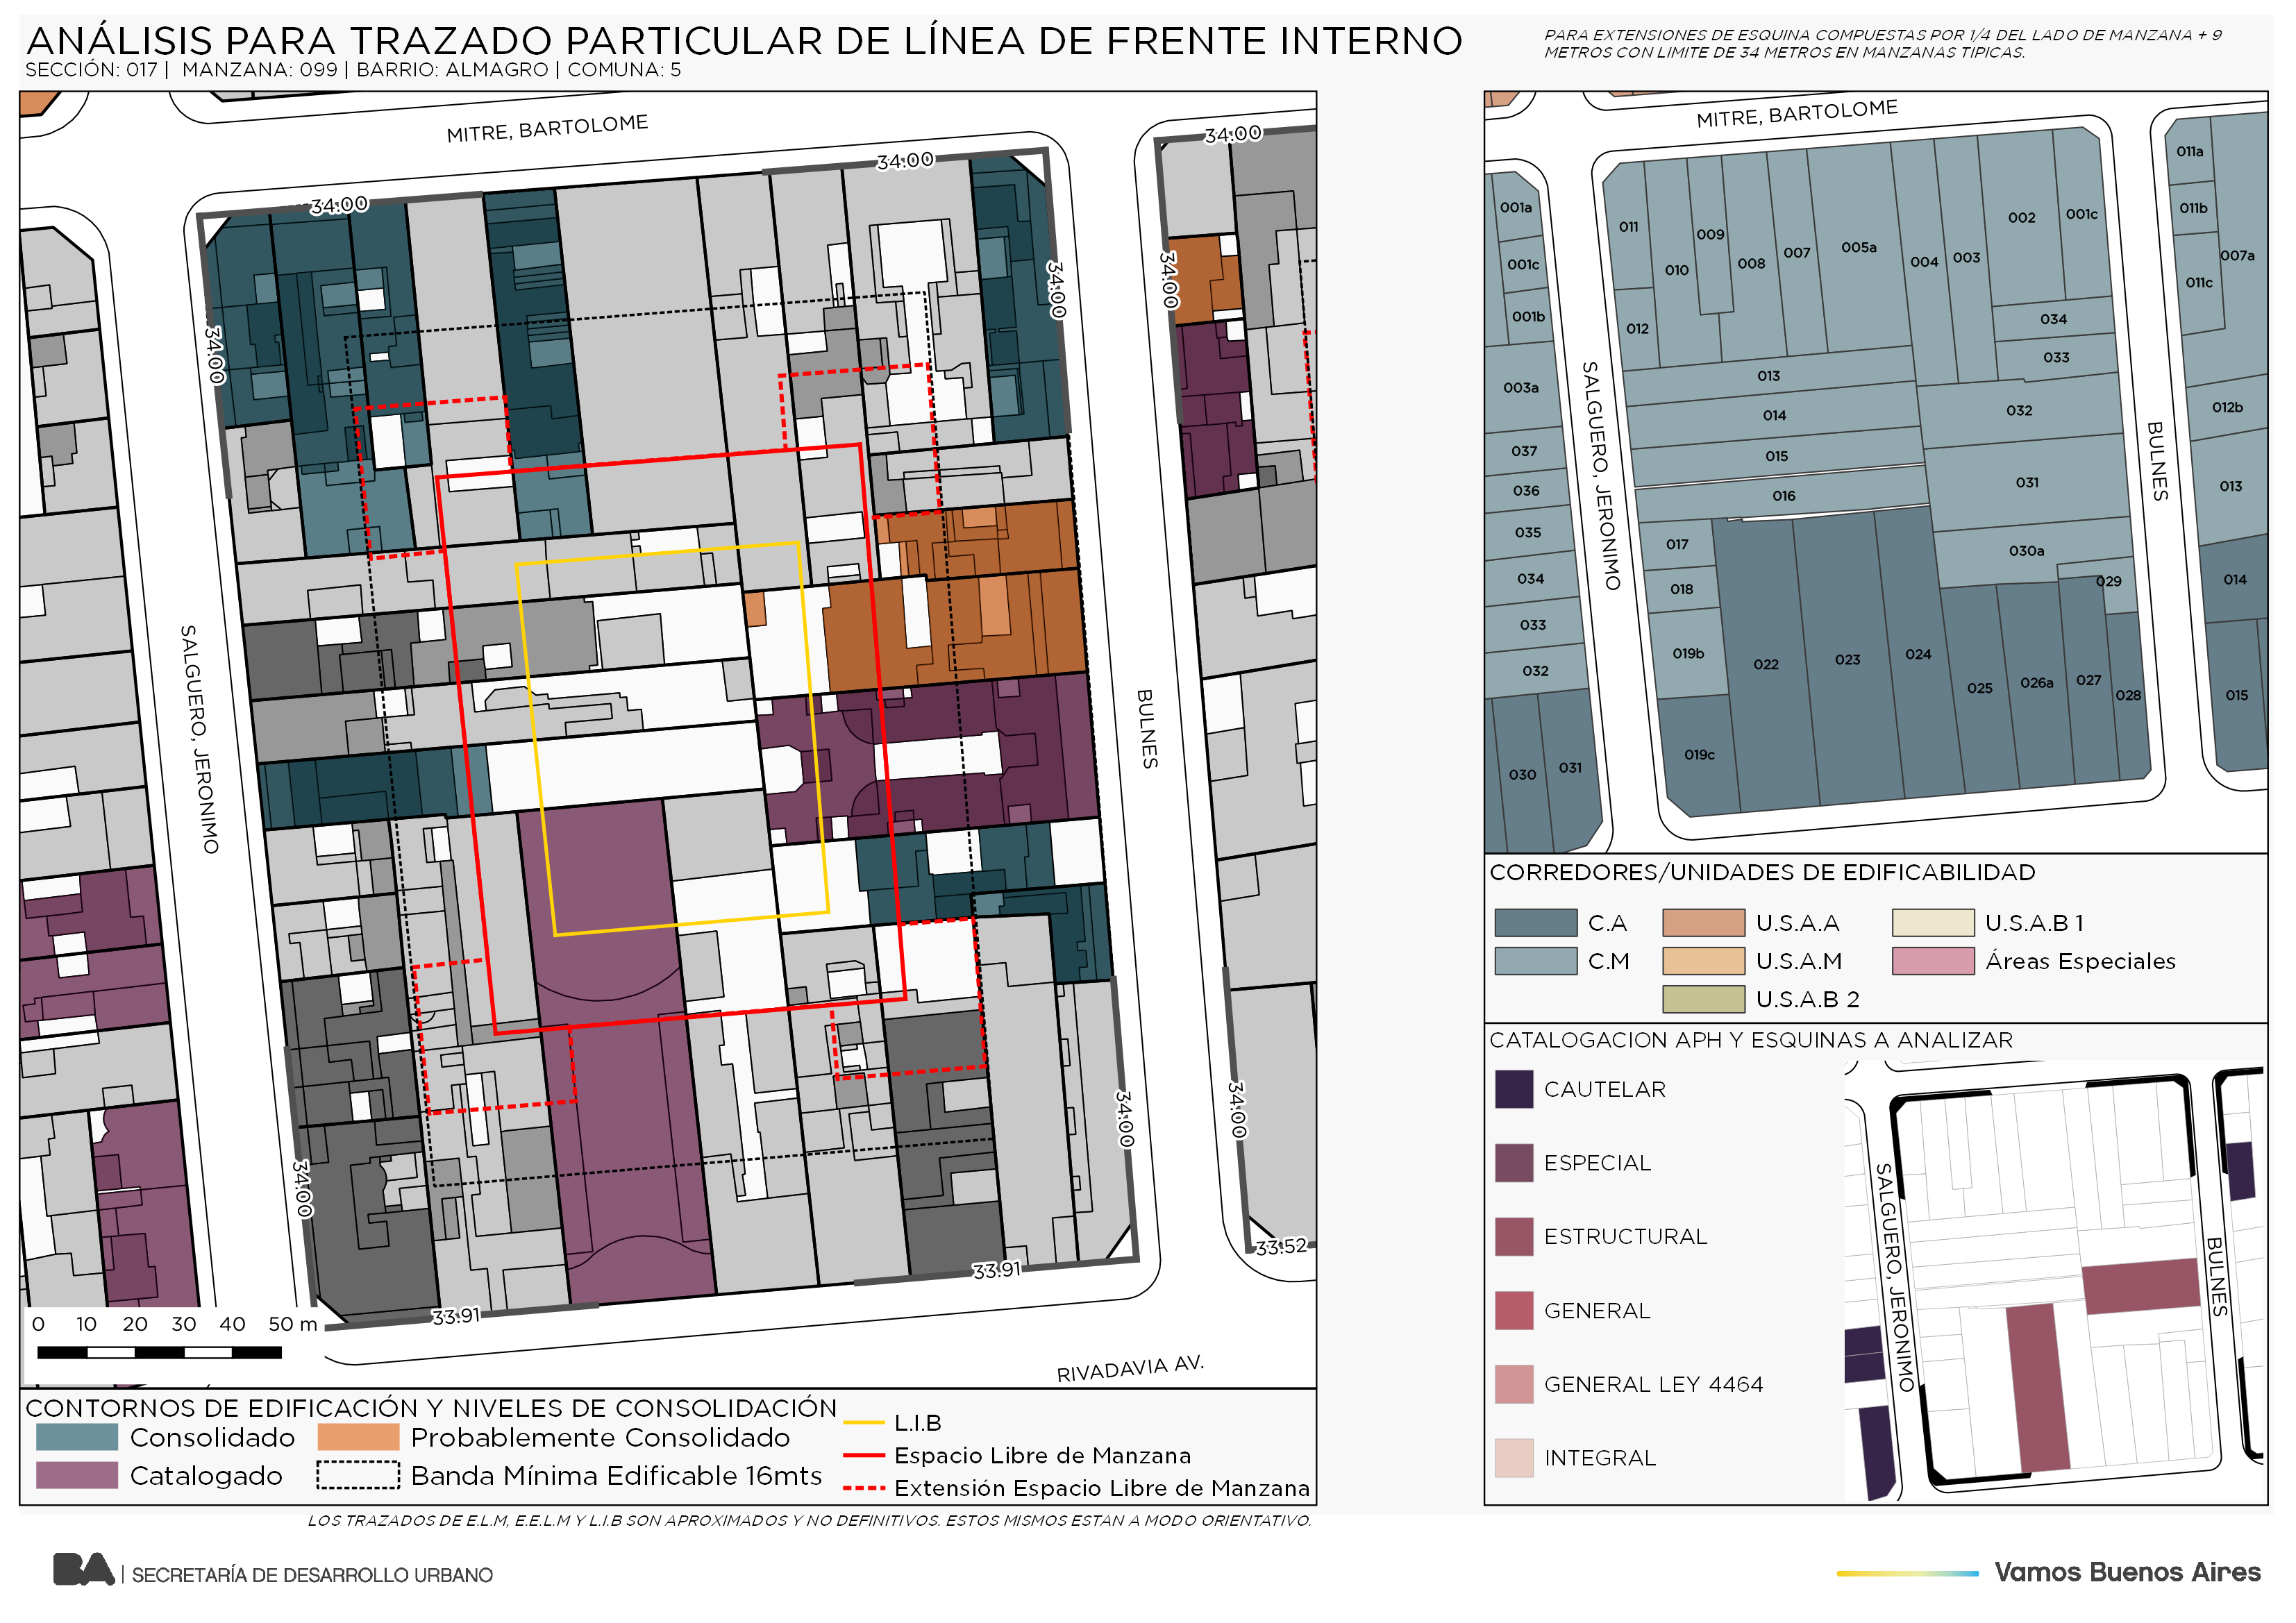 ANÁLISIS PARA TRAZADO PARTICULAR DE LÍNEA DE FRENTE INTERNO
SECCIÓN: 017 | MANZANA: 099 | BARRIO: ALMAGRO | COMUNA: 5
PARA EXTENSIONES DE ESQUINA COMPUESTAS POR 1/4 DEL LADO DE MANZANA + 9
METROS CON LIMITE DE 34 METROS EN MANZANAS TIPICAS.
MITRE, BARTOLOME
34.00
34.00
34.00
34.00
34.00
34.00
SALGUERO, JERONIMO
BULNES
34.00
34.00
34.00
33.91
33.91
33.52
RIVADAVIA AV.
0 10 20 30 40 50 m
CONTORNOS DE EDIFICACIÓN Y NIVELES DE CONSOLIDACIÓN
Consolidado
Probablemente Consolidado
Catalogado
Banda Mínima Edificable 16mts
L.I.B
Espacio Libre de Manzana
Extensión Espacio Libre de Manzana
LOS TRAZADOS DE E.L.M, E.E.L.M Y L.I.B SON APROXIMADOS Y NO DEFINITIVOS. ESTOS MISMOS ESTAN A MODO ORIENTATIVO.
MITRE, BARTOLOME
SALGUERO, JERONIMO
BULNES
001a
001c
001b
003a
037
036
035
034
033
032
030
031
011
010
009
008
007
005a
004
003
002
001c
012
034
033
013
014
032
015
016
031
017
018
030a
029
019b
019c
022
023
024
025
026a
027
028
011a
011b
007a
011c
012b
013
014
015
CORREDORES/UNIDADES DE EDIFICABILIDAD
C.A
U.S.A.A
U.S.A.B 1
C.M
U.S.A.M
Áreas Especiales
U.S.A.B 2
CATALOGACION APH Y ESQUINAS A ANALIZAR
CAUTELAR
ESPECIAL
ESTRUCTURAL
GENERAL
GENERAL LEY 4464
INTEGRAL
SALGUERO, JERONIMO
BULNES
BA | SECRETARÍA DE DESARROLLO URBANO
Vamos Buenos Aires